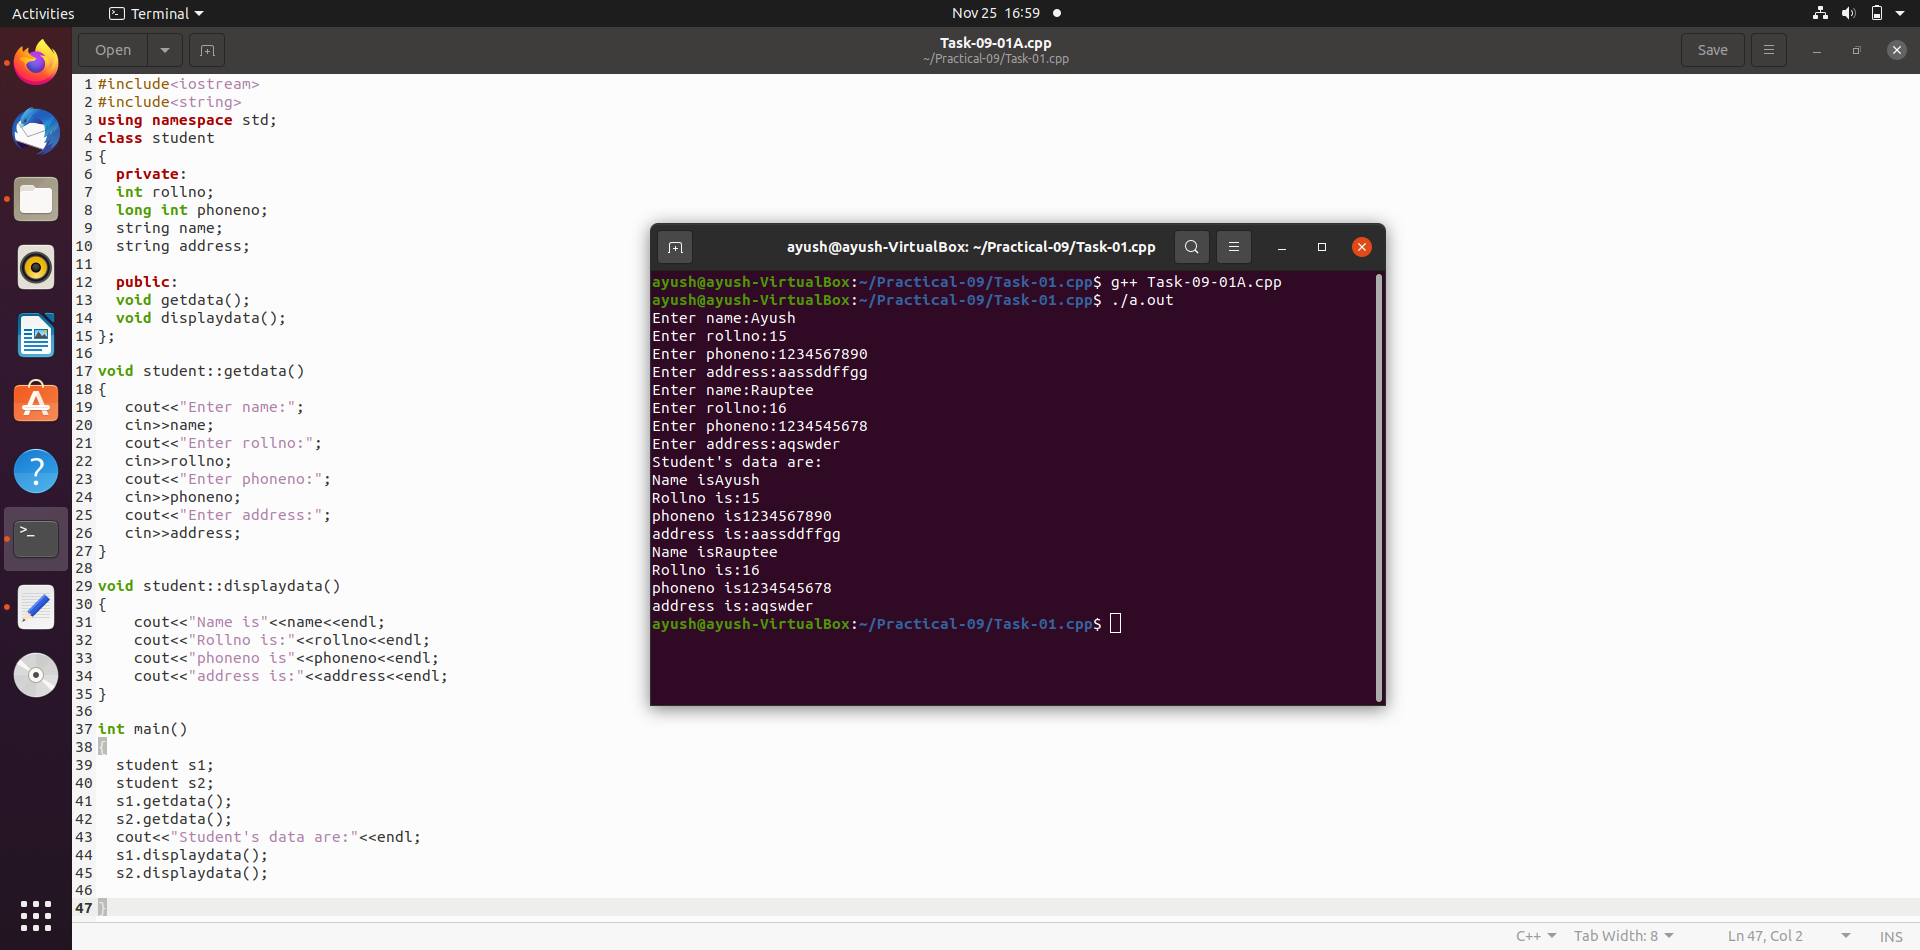 Activities
Terminal
Nov 25 16:59
Open
Task-09-01A.cpp
~/Practical-09/Task-01.cpp
Save
1 #include<iostream>
2 #include<string>
3 using namespace std;
4 class student
5 {
6   private:
7   int rollno;
8   long int phoneno;
9   string name;
10   string address;
11
12   public:
13   void getdata();
14   void displaydata();
15 };
16
17 void student::getdata()
18 {
19    cout<<"Enter name:";
20    cin>>name;
21    cout<<"Enter rollno:";
22    cin>>rollno;
23    cout<<"Enter phoneno:";
24    cin>>phoneno;
25    cout<<"Enter address:";
26    cin>>address;
27 }
28
29 void student::displaydata()
30 {
31     cout<<"Name is"<<name<<endl;
32     cout<<"Rollno is:"<<rollno<<endl;
33     cout<<"phoneno is"<<phoneno<<endl;
34     cout<<"address is:"<<address<<endl;
35 }
36
37 int main()
38 {
39   student s1;
40   student s2;
41   s1.getdata();
42   s2.getdata();
43   cout<<"Student's data are:"<<endl;
44   s1.displaydata();
45   s2.displaydata();
46
47 }
ayush@ayush-VirtualBox: ~/Practical-09/Task-01.cpp
ayush@ayush-VirtualBox:~/Practical-09/Task-01.cpp$ g++ Task-09-01A.cpp
ayush@ayush-VirtualBox:~/Practical-09/Task-01.cpp$ ./a.out
Enter name:Ayush
Enter rollno:15
Enter phoneno:1234567890
Enter address:aassddffgg
Enter name:Rauptee
Enter rollno:16
Enter phoneno:1234545678
Enter address:aqswder
Student's data are:
Name isAyush
Rollno is:15
phoneno is1234567890
address is:aassddffgg
Name isRauptee
Rollno is:16
phoneno is1234545678
address is:aqswder
ayush@ayush-VirtualBox:~/Practical-09/Task-01.cpp$
C++
Tab Width: 8
Ln 47, Col 2
INS